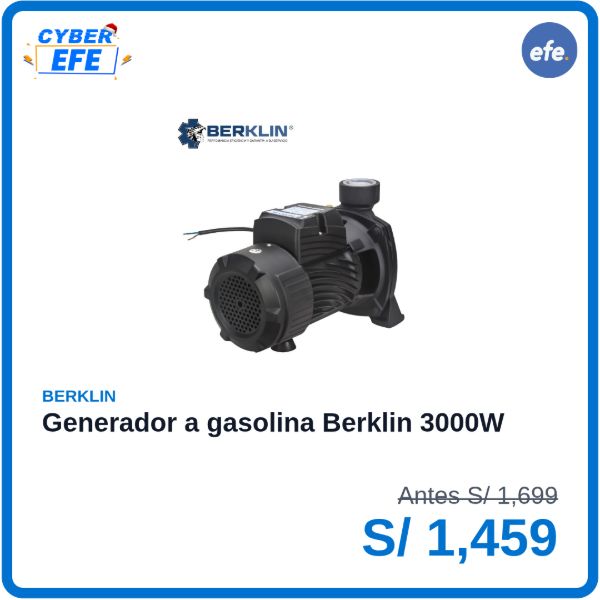 CYBER
EFE
efe.
BERKLIN®
BERKLIN
Generador a gasolina Berklin 3000W
Antes S/ 1,699
S/ 1,459